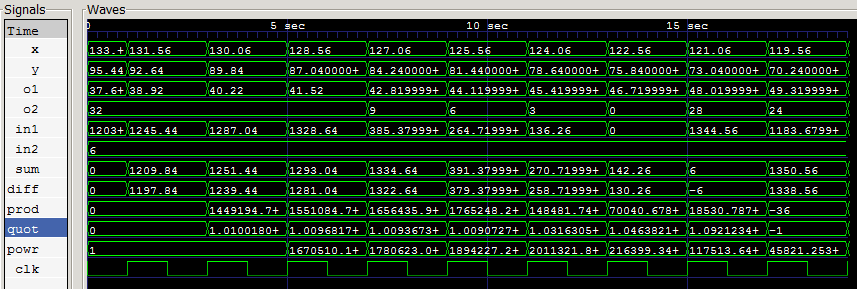 Signals Waves
Time 0 5 sec 10 sec 15 sec
x 133.+ 131.56 130.06 128.56 127.06 125.56 124.06 122.56 121.06 119.56
y 95.44 92.64 89.84 87.040000+ 84.240000+ 81.440000+ 78.640000+ 75.840000+ 73.040000+ 70.240000+
o1 37.6+ 38.92 40.22 41.52 42.819999+ 44.119999+ 45.419999+ 46.719999+ 48.019999+ 49.319999+
o2 32 9 6 3 0 28 24
in1 1203+ 1245.44 1287.04 1328.64 385.37999+ 264.71999+ 136.26 0 1344.56 1183.6799+
in2 6
sum 0 1209.84 1251.44 1293.04 1334.64 391.37999+ 270.71999+ 142.26 6 1350.56
diff 0 1197.84 1239.44 1281.04 1322.64 379.37999+ 258.71999+ 130.26 -6 1338.56
prod 0 1449194.7+ 1551084.7+ 1656435.9+ 1765248.2+ 148481.74+ 70040.678+ 18530.787+ -36
quot 0 1.0100180+ 1.0096817+ 1.0093673+ 1.0090727+ 1.0316305+ 1.0463821+ 1.0921234+ -1
powr 1 1670510.1+ 1780623.0+ 1894227.2+ 2011321.8+ 216399.34+ 117513.64+ 45821.253+
clk